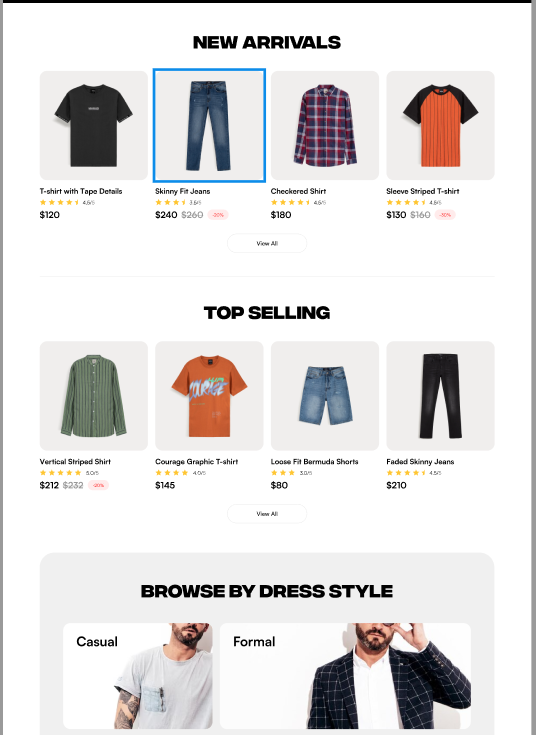 NEW ARRIVALS
T-shirt with Tape Details
4.5/5
$120
Skinny Fit Jeans
3.5/5
$240 $260 -20%
Checkered Shirt
4.5/5
$180
Sleeve Striped T-shirt
4.5/5
$130 $160 -30%
View All
TOP SELLING
Vertical Striped Shirt
5.0/5
$212 $232 -20%
Courage Graphic T-shirt
4.0/5
$145
Loose Fit Bermuda Shorts
3.0/5
$80
Faded Skinny Jeans
4.5/5
$210
View All
BROWSE BY DRESS STYLE
Casual
Formal